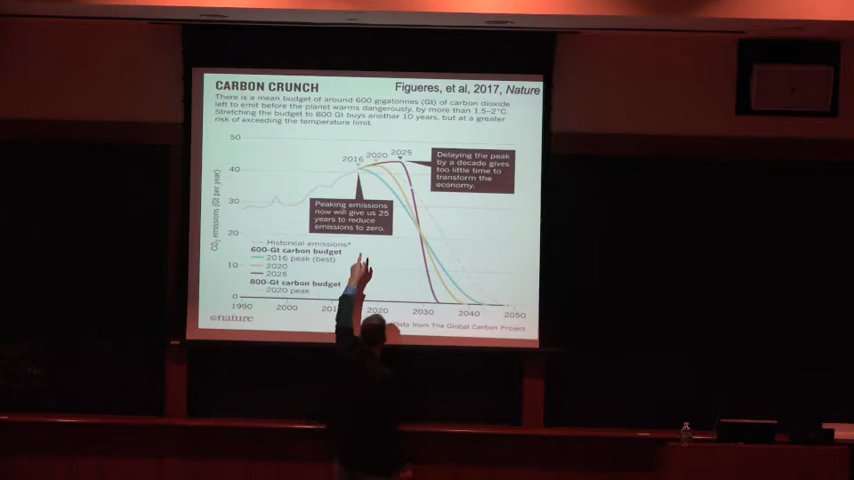 CARBON CRUNCH
Figueres, et al, 2017, Nature
There is a mean budget of around 600 gigatonnes (Gt) of carbon dioxide
left to emit before the planet warms dangerously, by more than 1.5–2°C.
Stretching the budget to 800 Gt buys another 10 years, but at a greater
risk of exceeding the temperature limit.
50
40
30
20
10
0
CO2 emissions (Gt per year)
2016
2020
2025
Delaying the peak
by a decade gives
too little time to
transform the
economy.
Peaking emissions
now will give us 25
years to reduce
emissions to zero.
Historical emissions*
600-Gt carbon budget
2016 peak (best)
2020
2025
800-Gt carbon budget
2020 peak
1990
2000
2020
2030
2040
2050
©nature
Data from The Global Carbon Project.